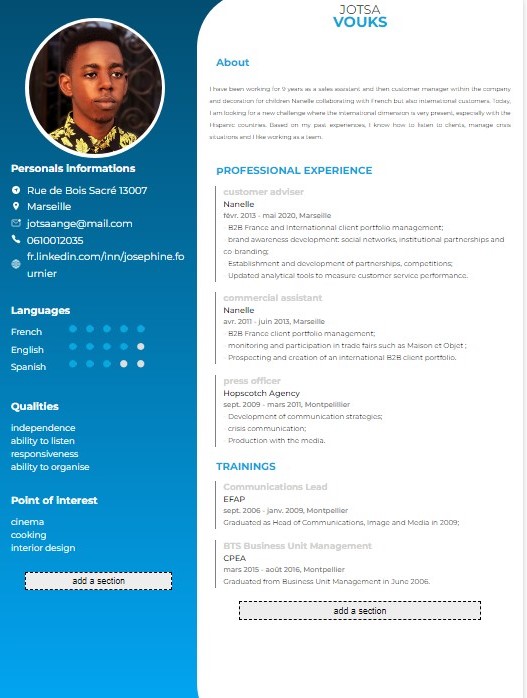 JOTSA
VOUKS
Personals informations
Rue de Bois Sacré 13007
Marseille
jotsaange@mail.com
0610012035
fr.linkedin.com/inn/josephine.fo
urnier
Languages
French
English
Spanish
Qualities
independence
ability to listen
responsiveness
ability to organise
Point of interest
cinema
cooking
interior design
add a section
About
I have been working for 9 years as a sales assistant and then customer manager within the company
and decoration for children Nanelle collaborating with French but also international customers. Today,
I am looking for a new challenge where the international dimension is very present, especially with the
Hispanic countries. Based on my past experiences, I know how to listen to clients, manage crisis
situations and I like working as a team.
pROFESSIONAL EXPERIENCE
customer adviser
Nanelle
févr. 2013 - mai 2020, Marseille
B2B France and Internationnal client portfolio management;
brand awareness development: social networks, institutional partnerships and
co-branding;
Establishment and development of partnerships, competitions;
Updated analytical tools to measure customer service performance.
commercial assistant
Nanelle
avr. 2011 - juin 2013, Marseille
B2B France client portfolio management;
monitoring and participation in trade fairs such as Maison et Objet ;
Prospecting and creation of an international B2B client portfolio.
press officer
Hopscotch Agency
sept. 2009 - mars 2011, Montpelillier
Development of communication strategies;
crisis communication;
Production with the media.
TRAININGS
Communications Lead
EFAP
sept. 2006 - janv. 2009, Montpellier
Graduated as Head of Communications, Image and Media in 2009;
BTS Business Unit Management
CPEA
mars 2015 - août 2016, Montpellier
Graduated from Business Unit Management in June 2006.
add a section